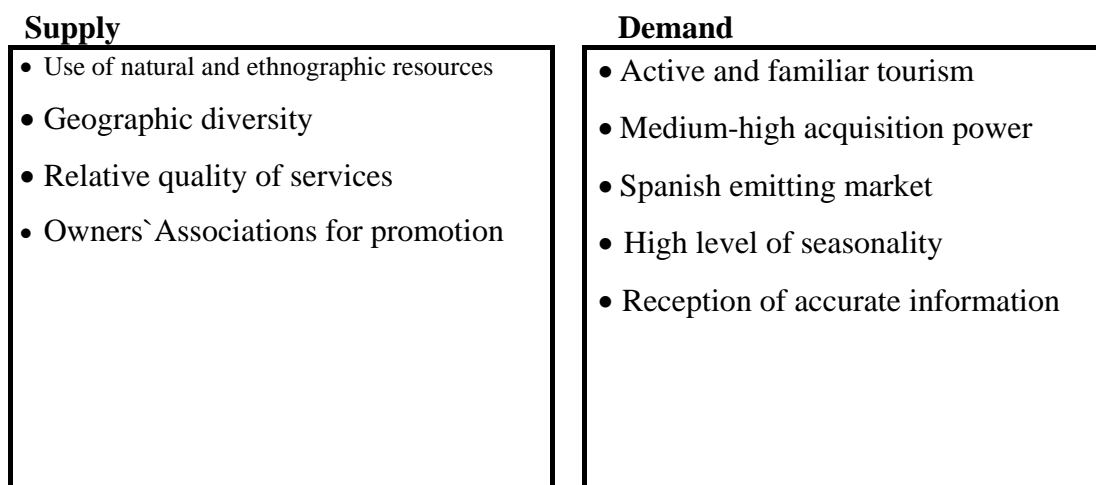 Supply
• Use of natural and ethnographic resources
• Geographic diversity
• Relative quality of services
• Owners`Associations for promotion
Demand
• Active and familiar tourism
• Medium-high acquisition power
• Spanish emitting market
• High level of seasonality
• Reception of accurate information